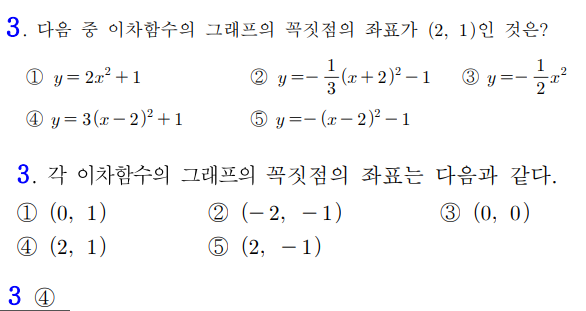 3. 다음 중 이차함수의 그래프의 꼭짓점의 좌표가 (2, 1)인 것은?
① y=2x²+1 ② y=-1/3(x+2)²-1 ③ y=-1/2x²
④ y=3(x-2)²+1 ⑤ y=-(x-2)²-1
3. 각 이차함수의 그래프의 꼭짓점의 좌표는 다음과 같다.
① (0, 1) ② (-2, -1) ③ (0, 0)
④ (2, 1) ⑤ (2, -1)
3 ④